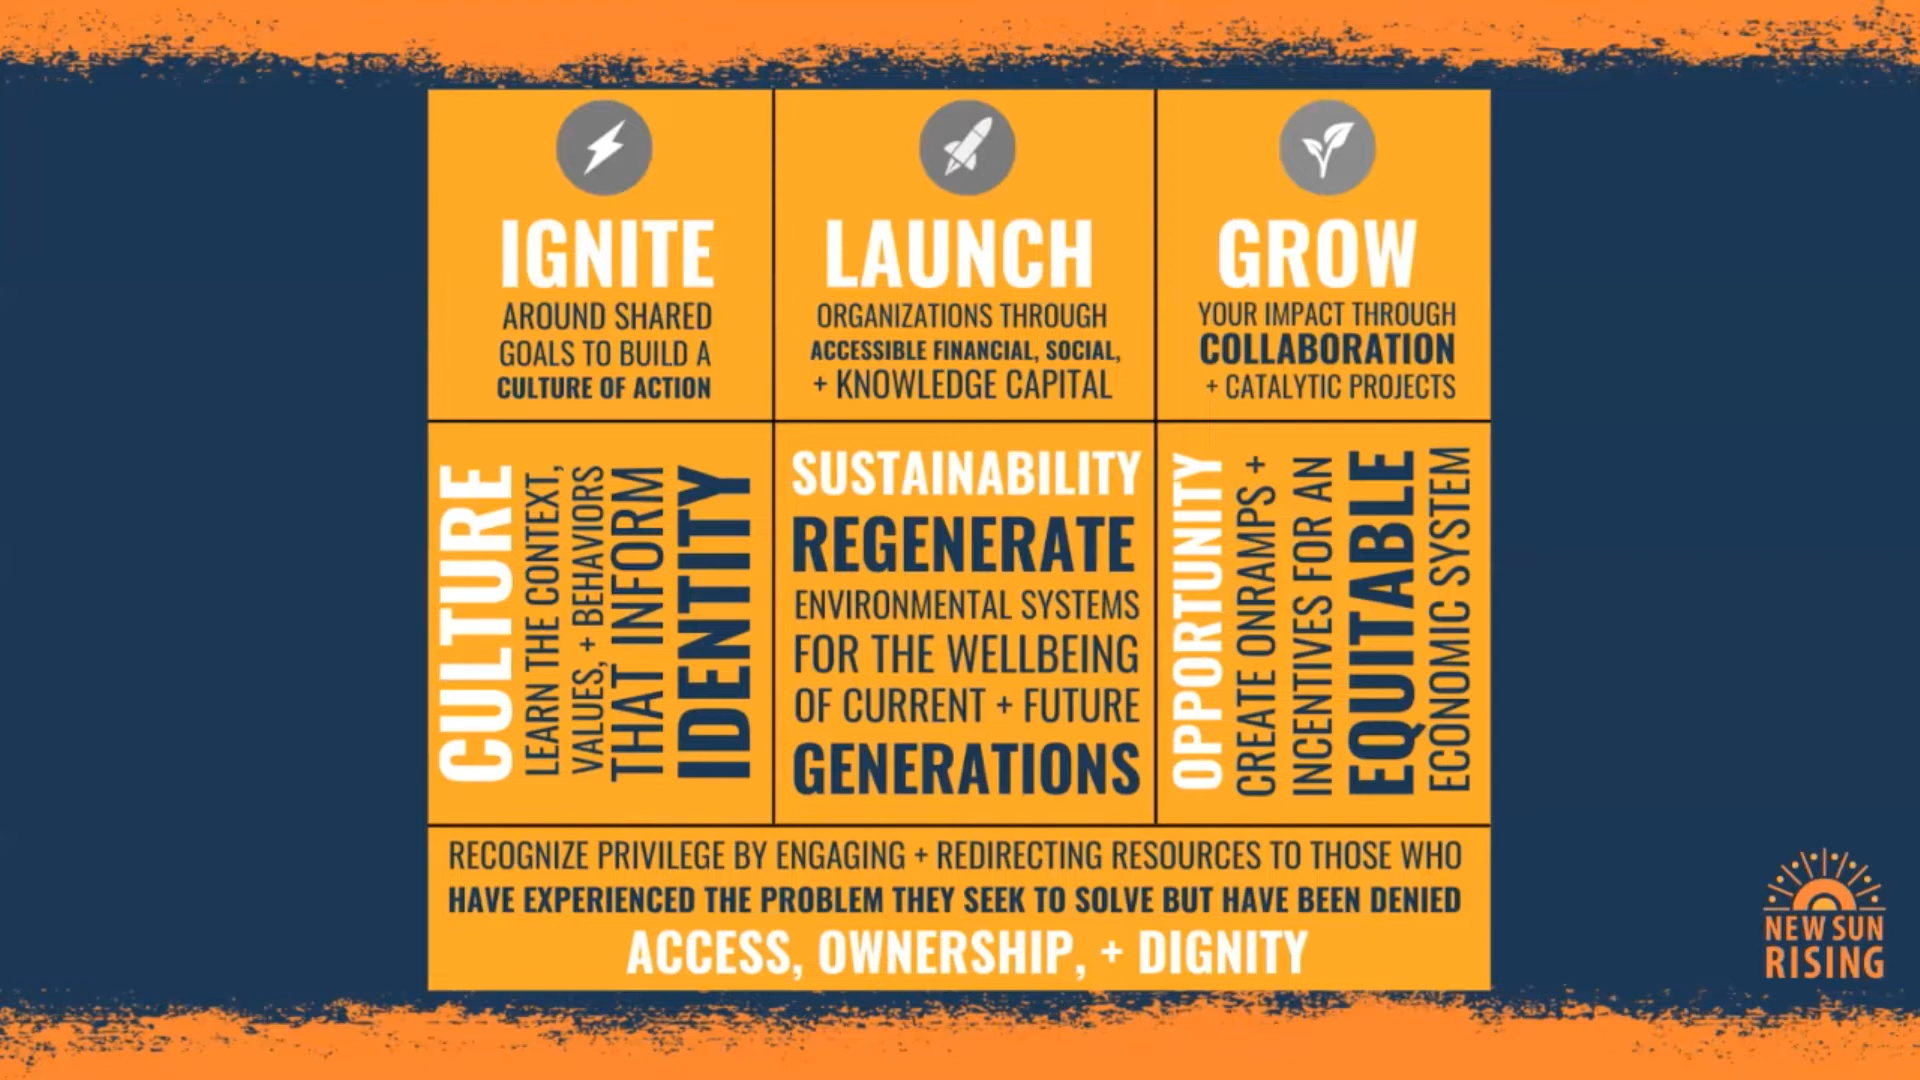 IGNITE
AROUND SHARED
GOALS TO BUILD A
CULTURE OF ACTION
LAUNCH
ORGANIZATIONS THROUGH
ACCESSIBLE FINANCIAL, SOCIAL,
+ KNOWLEDGE CAPITAL
GROW
YOUR IMPACT THROUGH
COLLABORATION
+ CATALYTIC PROJECTS
CULTURE
LEARN THE CONTEXT,
VALUES, + BEHAVIORS
THAT INFORM
IDENTITY
SUSTAINABILITY
REGENERATE
ENVIRONMENTAL SYSTEMS
FOR THE WELLBEING
OF CURRENT + FUTURE
GENERATIONS
OPPORTUNITY
CREATE ONRAMPS +
INCENTIVES FOR AN
EQUITABLE
ECONOMIC SYSTEM
RECOGNIZE PRIVILEGE BY ENGAGING + REDIRECTING RESOURCES TO THOSE WHO
HAVE EXPERIENCED THE PROBLEM THEY SEEK TO SOLVE BUT HAVE BEEN DENIED
ACCESS, OWNERSHIP, + DIGNITY
NEW SUN
RISING